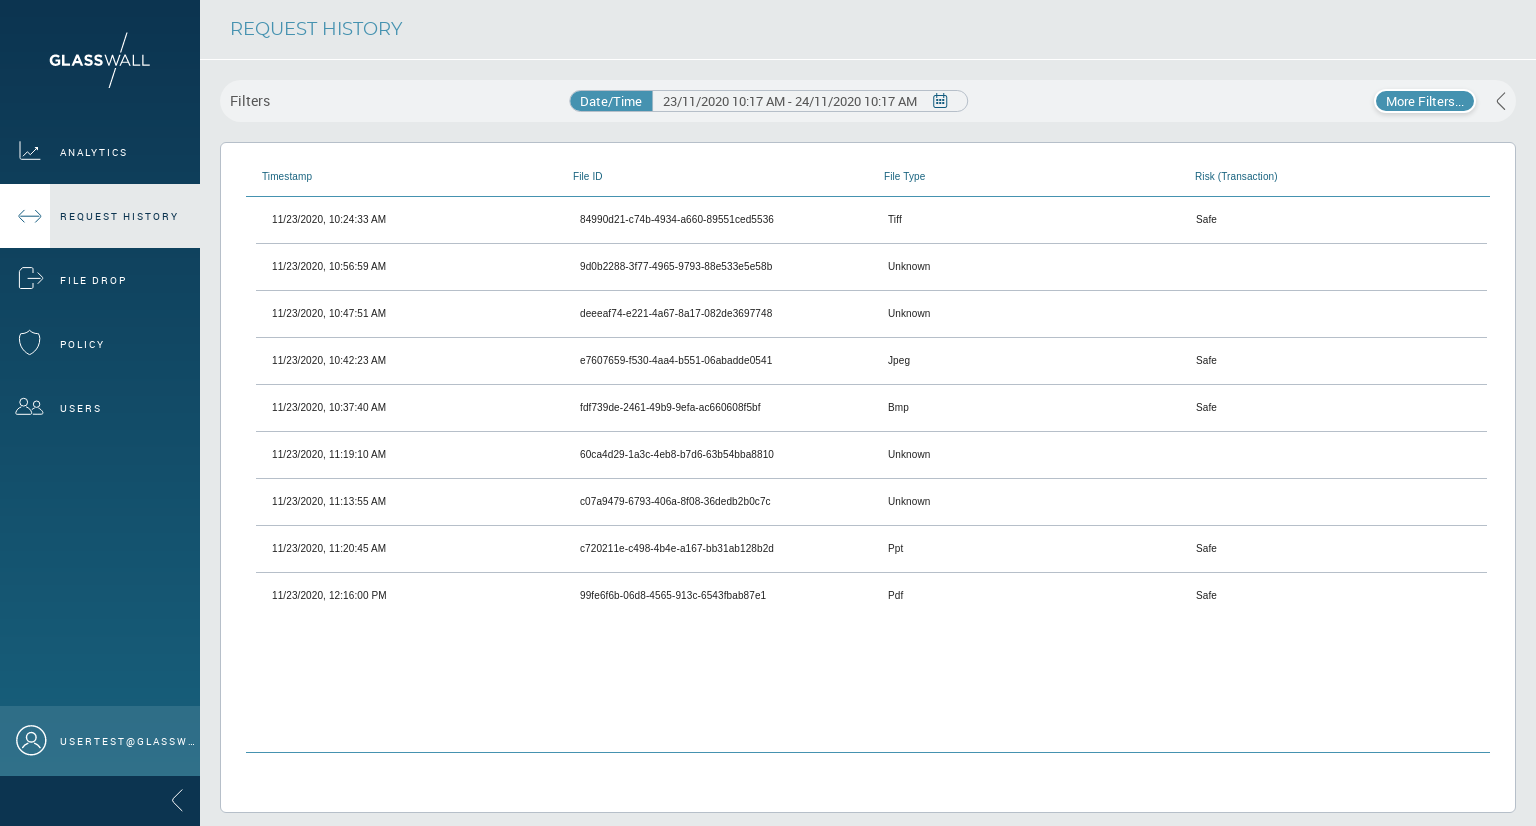 GLASSWALL
REQUEST HISTORY
Filters
Date/Time 23/11/2020 10:17 AM - 24/11/2020 10:17 AM
More Filters...
ANALYTICS
REQUEST HISTORY
FILE DROP
POLICY
USERS
USERTEST@GLASSW...
Timestamp File ID File Type Risk (Transaction)
11/23/2020, 10:24:33 AM 84990d21-c74b-4934-a660-89551ced5536 Tiff Safe
11/23/2020, 10:56:59 AM 9d0b2288-3f77-4965-9793-88e533e5e58b Unknown
11/23/2020, 10:47:51 AM deeeaf74-e221-4a67-8a17-082de3697748 Unknown
11/23/2020, 10:42:23 AM e7607659-f530-4aa4-b551-06abadde0541 Jpeg Safe
11/23/2020, 10:37:40 AM fdf739de-2461-49b9-9efa-ac660608f5bf Bmp Safe
11/23/2020, 11:19:10 AM 60ca4d29-1a3c-4eb8-b7d6-63b54bba8810 Unknown
11/23/2020, 11:13:55 AM c07a9479-6793-406a-8f08-36dedb2b0c7c Unknown
11/23/2020, 11:20:45 AM c720211e-c498-4b4e-a167-bb31ab128b2d Ppt Safe
11/23/2020, 12:16:00 PM 99fe6f6b-06d8-4565-913c-6543fbab87e1 Pdf Safe